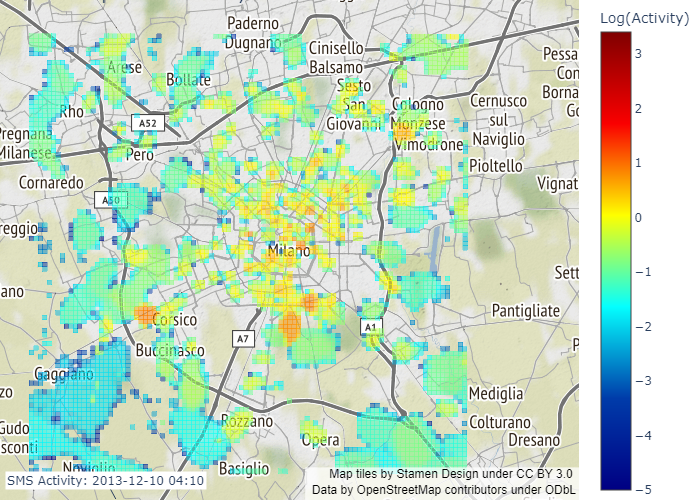 Log(Activity)
Paderno
Dugnano
Cinisello
Balsamo
Arese
Bollate
Sesto
San
Giovanni
Rho
A52
Pregnana
Milanese
Pero
Cologno
Monzese
Vimodrone
Cernusco
sul
Naviglio
Pioltello
Pessa
Con
Borna
Go
Cornaredo
A50
Vignat
reggio
Milano
Sett
ano
Corsico
Pantigliate
A7
A1
Buccinasco
P
Gaggiano
Mediglia
zo
Rozzano
Colturano
Dresano
Gudo
sconti
Opera
Noviglio
Basiglio
SMS Activity: 2013-12-10 04:10
Map tiles by Stamen Design under CC BY 3.0
Data by OpenStreetMap contributors under ODbL
3
2
1
0
−1
−2
−3
−4
−5